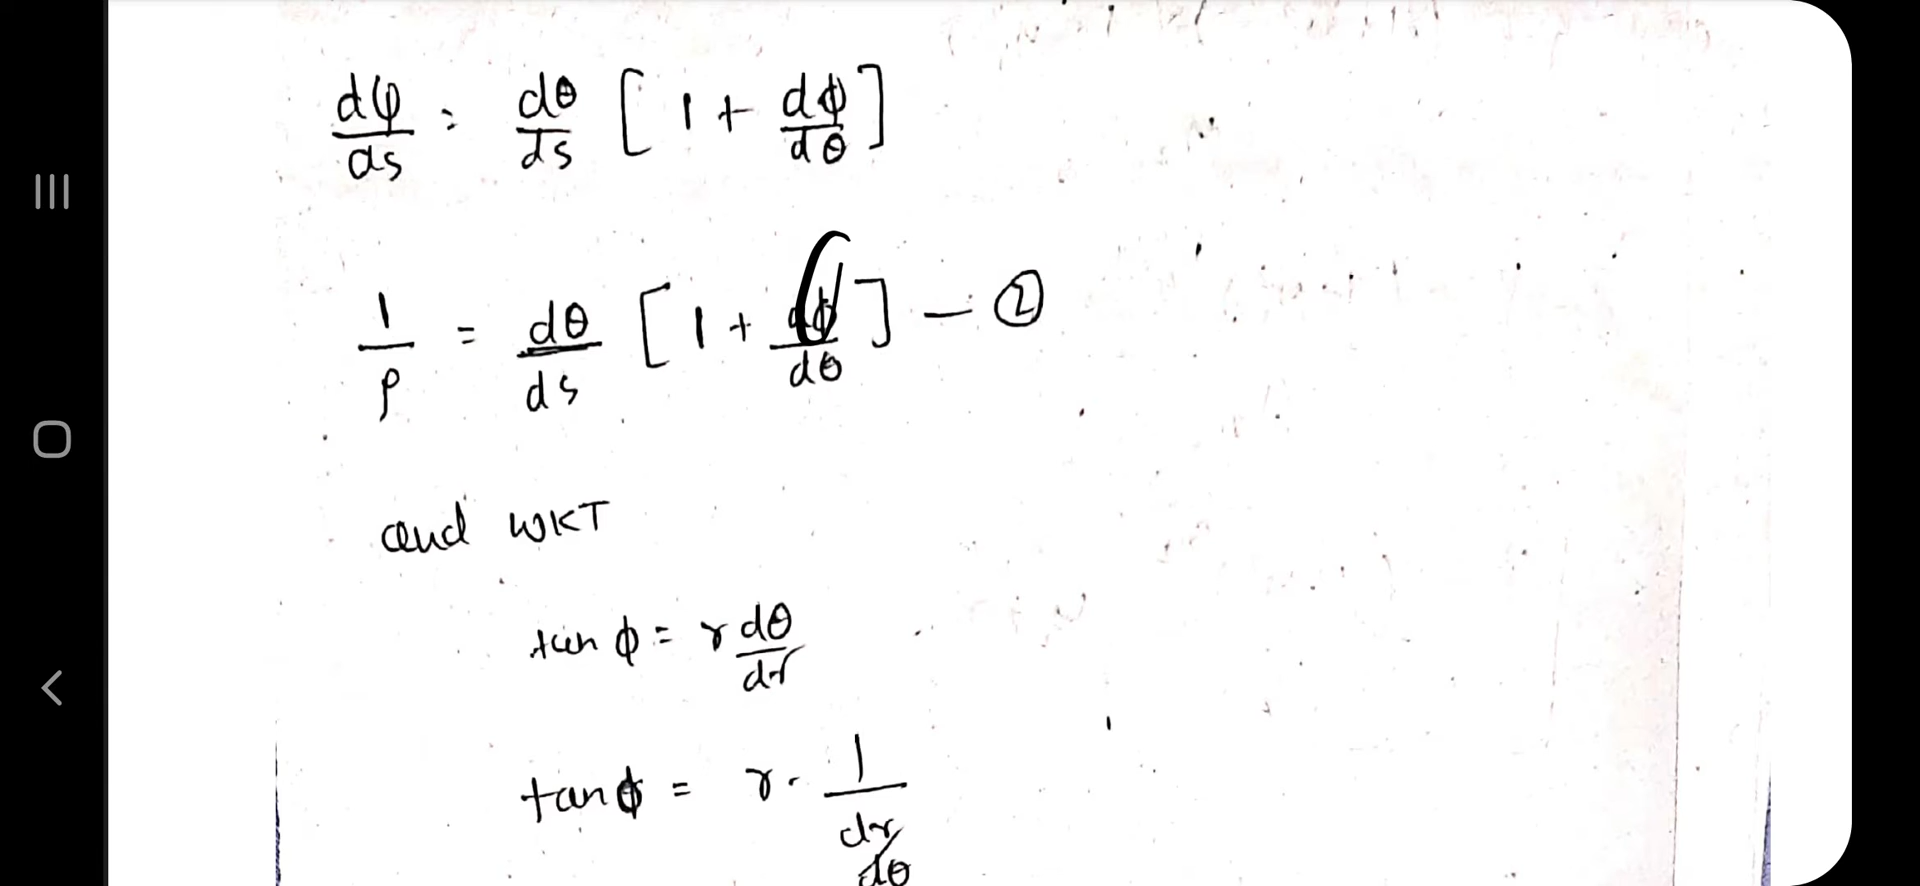 dψ/ds = dθ/ds [1 + dϕ/dθ]
1/ρ = dθ/ds [1 + dϕ/dθ] — ②
and WKT
tan ϕ = r dθ/dr
tan ϕ = r · 1/(dr/dθ)